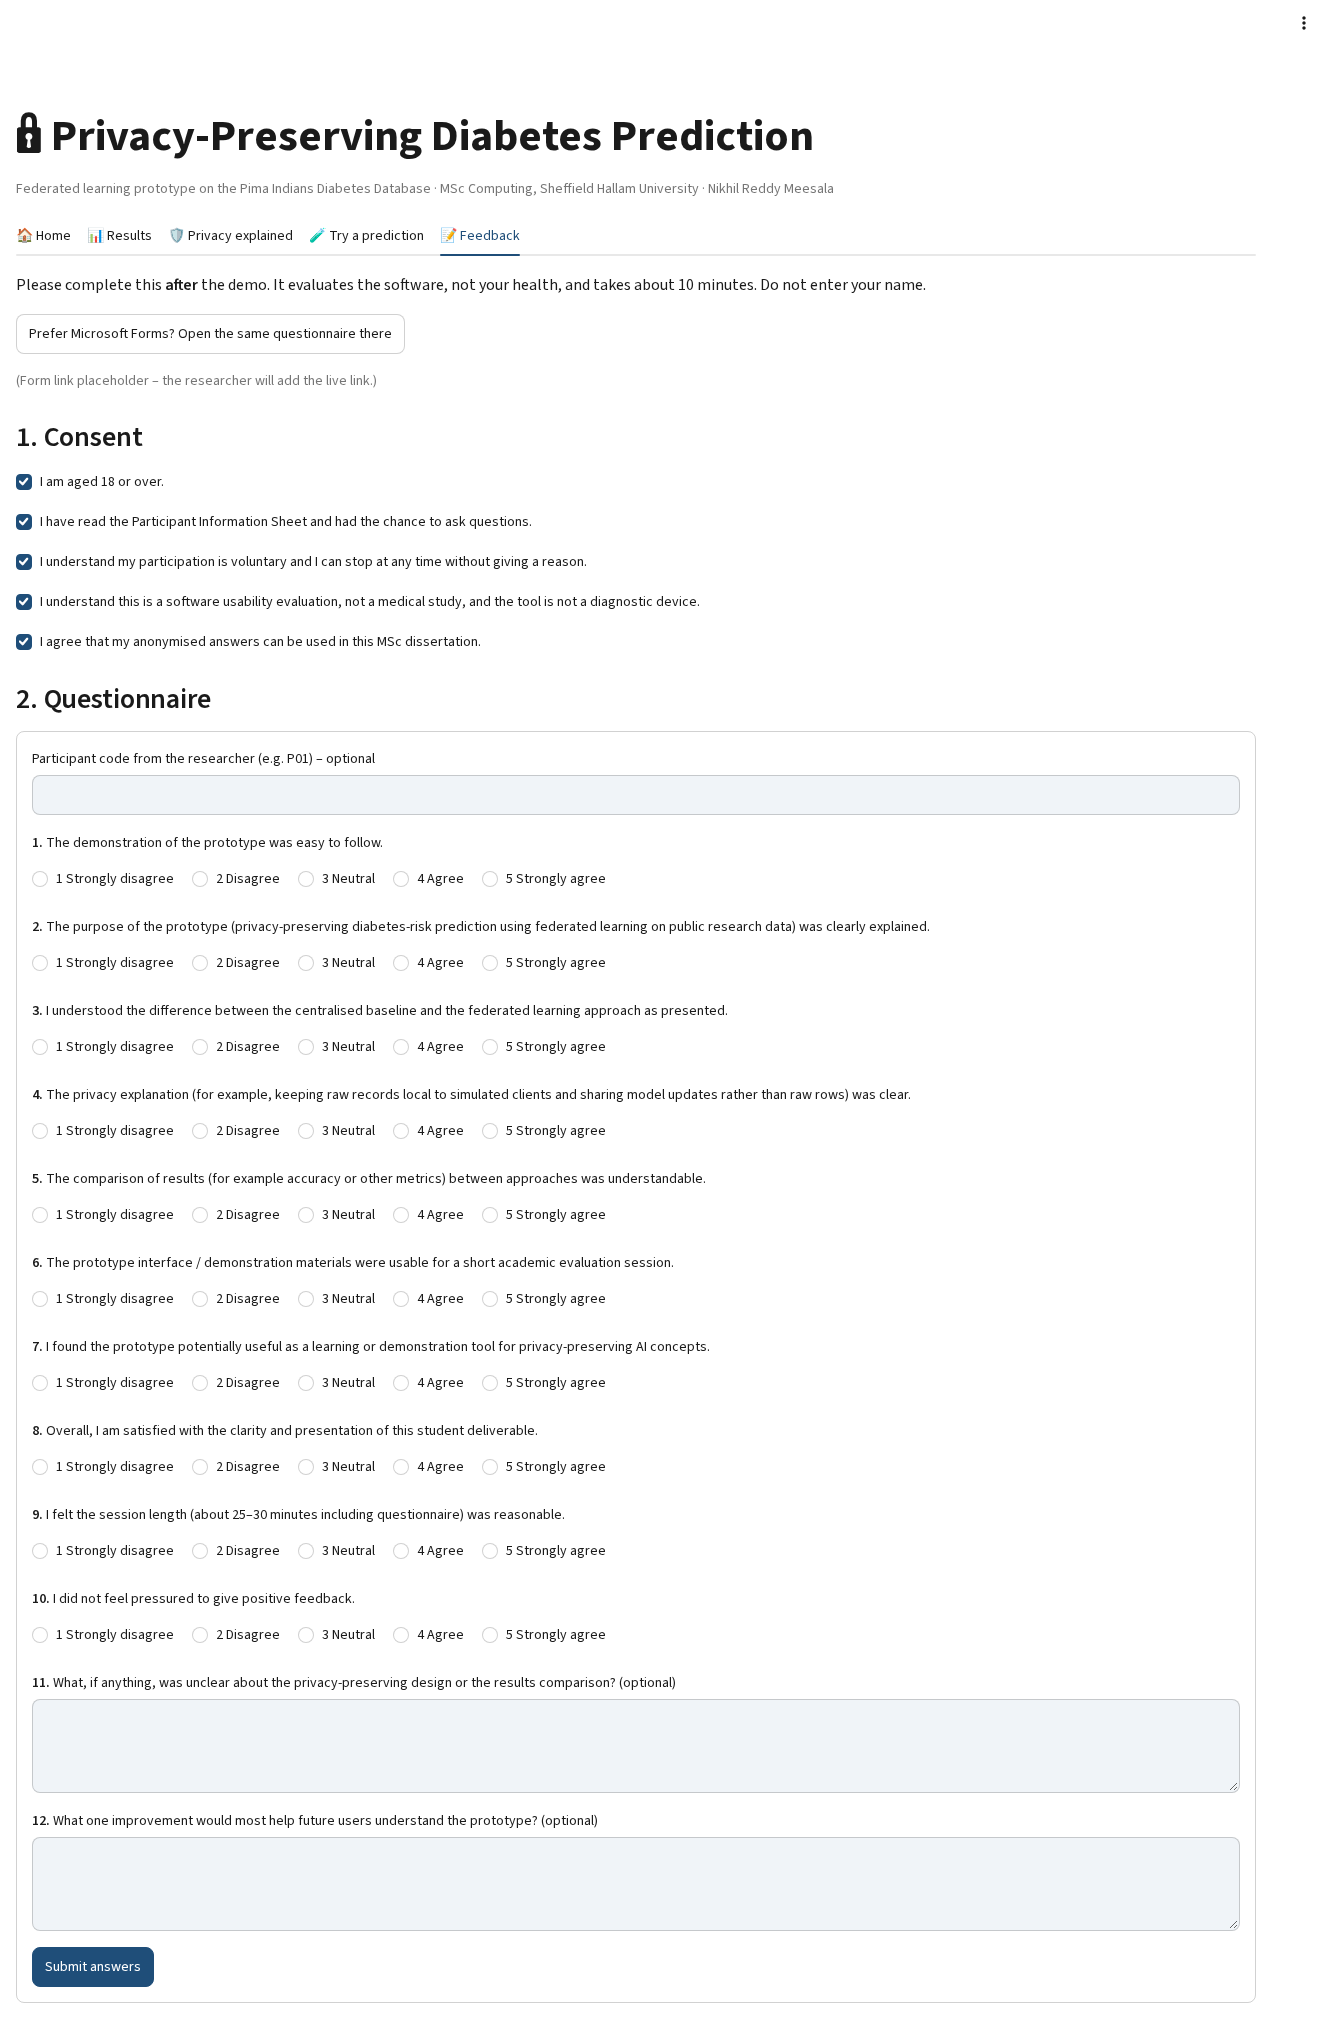 🔒 Privacy-Preserving Diabetes Prediction
Federated learning prototype on the Pima Indians Diabetes Database · MSc Computing, Sheffield Hallam University · Nikhil Reddy Meesala
🏠 Home 📊 Results 🛡️ Privacy explained 🧪 Try a prediction 📝 Feedback
Please complete this after the demo. It evaluates the software, not your health, and takes about 10 minutes. Do not enter your name.
Prefer Microsoft Forms? Open the same questionnaire there
(Form link placeholder – the researcher will add the live link.)
1. Consent
I am aged 18 or over.
I have read the Participant Information Sheet and had the chance to ask questions.
I understand my participation is voluntary and I can stop at any time without giving a reason.
I understand this is a software usability evaluation, not a medical study, and the tool is not a diagnostic device.
I agree that my anonymised answers can be used in this MSc dissertation.
2. Questionnaire
Participant code from the researcher (e.g. P01) – optional
1. The demonstration of the prototype was easy to follow.
1 Strongly disagree 2 Disagree 3 Neutral 4 Agree 5 Strongly agree
2. The purpose of the prototype (privacy-preserving diabetes-risk prediction using federated learning on public research data) was clearly explained.
1 Strongly disagree 2 Disagree 3 Neutral 4 Agree 5 Strongly agree
3. I understood the difference between the centralised baseline and the federated learning approach as presented.
1 Strongly disagree 2 Disagree 3 Neutral 4 Agree 5 Strongly agree
4. The privacy explanation (for example, keeping raw records local to simulated clients and sharing model updates rather than raw rows) was clear.
1 Strongly disagree 2 Disagree 3 Neutral 4 Agree 5 Strongly agree
5. The comparison of results (for example accuracy or other metrics) between approaches was understandable.
1 Strongly disagree 2 Disagree 3 Neutral 4 Agree 5 Strongly agree
6. The prototype interface / demonstration materials were usable for a short academic evaluation session.
1 Strongly disagree 2 Disagree 3 Neutral 4 Agree 5 Strongly agree
7. I found the prototype potentially useful as a learning or demonstration tool for privacy-preserving AI concepts.
1 Strongly disagree 2 Disagree 3 Neutral 4 Agree 5 Strongly agree
8. Overall, I am satisfied with the clarity and presentation of this student deliverable.
1 Strongly disagree 2 Disagree 3 Neutral 4 Agree 5 Strongly agree
9. I felt the session length (about 25–30 minutes including questionnaire) was reasonable.
1 Strongly disagree 2 Disagree 3 Neutral 4 Agree 5 Strongly agree
10. I did not feel pressured to give positive feedback.
1 Strongly disagree 2 Disagree 3 Neutral 4 Agree 5 Strongly agree
11. What, if anything, was unclear about the privacy-preserving design or the results comparison? (optional)
12. What one improvement would most help future users understand the prototype? (optional)
Submit answers